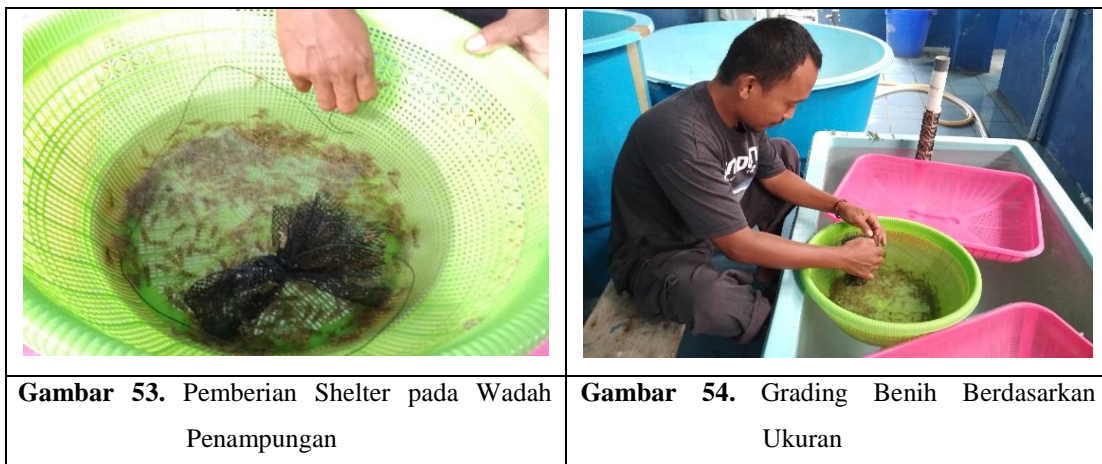 Gambar 53. Pemberian Shelter pada Wadah
Penampungan
Gambar 54. Grading Benih Berdasarkan
Ukuran